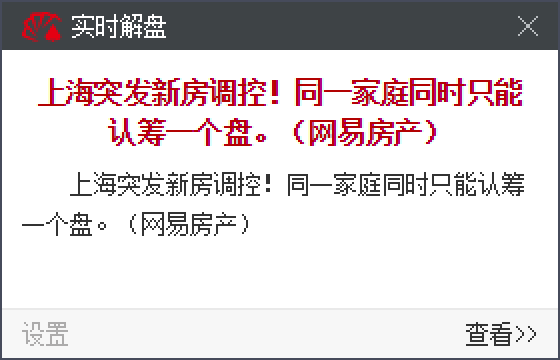 实时解盘
上海突发新房调控！同一家庭同时只能
认筹一个盘。（网易房产）
上海突发新房调控！同一家庭同时只能认筹
一个盘。（网易房产）
设置
查看>>